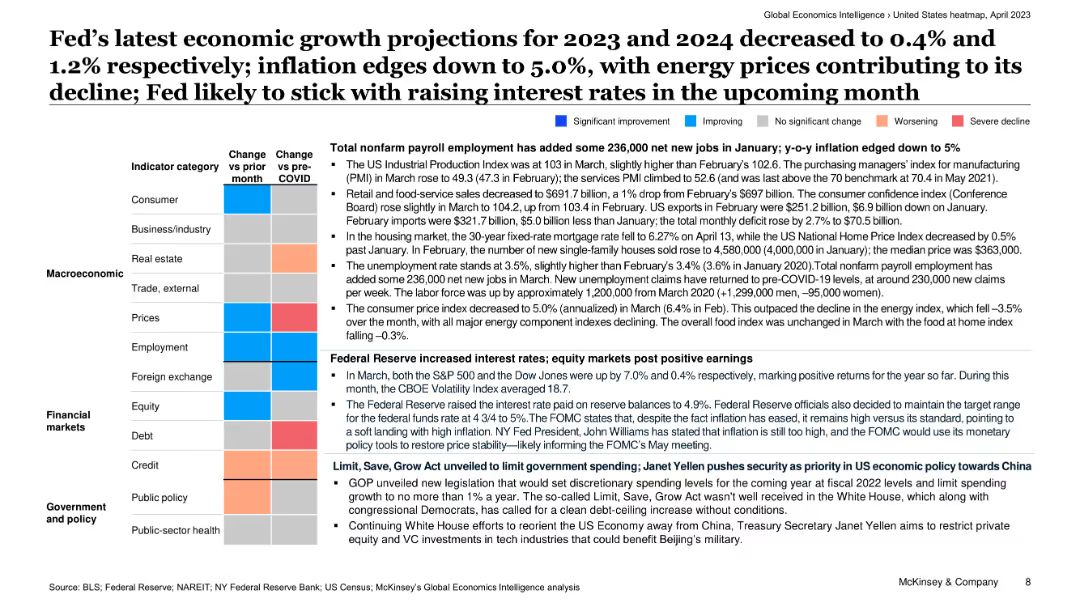 Global Economics Intelligence › United States heatmap, April 2023
Fed's latest economic growth projections for 2023 and 2024 decreased to 0.4% and
1.2% respectively; inflation edges down to 5.0%, with energy prices contributing to its
decline; Fed likely to stick with raising interest rates in the upcoming month
Significant improvement
Improving
No significant change
Worsening
Severe decline
Indicator category
Change
vs prior
month
Change
vs pre-
COVID
Macroeconomic
Consumer
Business/industry
Real estate
Trade, external
Prices
Employment
Financial
markets
Foreign exchange
Equity
Debt
Credit
Government
and policy
Public policy
Public-sector health
Total nonfarm payroll employment has added some 236,000 net new jobs in January; y-o-y inflation edged down to 5%
▪ The US Industrial Production Index was at 103 in March, slightly higher than February's 102.6. The purchasing managers' index for manufacturing
(PMI) in March rose to 49.3 (47.3 in February); the services PMI climbed to 52.6 (and was last above the 70 benchmark at 70.4 in May 2021).
▪ Retail and food-service sales decreased to $691.7 billion, a 1% drop from February's $697 billion. The consumer confidence index (Conference
Board) rose slightly in March to 104.2, up from 103.4 in February. US exports in February were $251.2 billion, $6.9 billion down on January.
February imports were $321.7 billion, $5.0 billion less than January; the total monthly deficit rose by 2.7% to $70.5 billion.
▪ In the housing market, the 30-year fixed-rate mortgage rate fell to 6.27% on April 13, while the US National Home Price Index decreased by 0.5%
past January. In February, the number of new single-family houses sold rose to 4,580,000 (4,000,000 in January); the median price was $363,000.
▪ The unemployment rate stands at 3.5%, slightly higher than February's 3.4% (3.6% in January 2020).Total nonfarm payroll employment has
added some 236,000 net new jobs in March. New unemployment claims have returned to pre-COVID-19 levels, at around 230,000 new claims
per week. The labor force was up by approximately 1,200,000 from March 2020 (+1,299,000 men, –95,000 women).
▪ The consumer price index decreased to 5.0% (annualized) in March (6.4% in Feb). This outpaced the decline in the energy index, which fell –3.5%
over the month, with all major energy component indexes declining. The overall food index was unchanged in March with the food at home index
falling –0.3%.
Federal Reserve increased interest rates; equity markets post positive earnings
▪ In March, both the S&P 500 and the Dow Jones were up by 7.0% and 0.4% respectively, marking positive returns for the year so far. During this
month, the CBOE Volatility Index averaged 18.7.
▪ The Federal Reserve raised the interest rate paid on reserve balances to 4.9%. Federal Reserve officials also decided to maintain the target range
for the federal funds rate at 4 3/4 to 5%.The FOMC states that, despite the fact inflation has eased, it remains high versus its standard, pointing to
a soft landing with high inflation. NY Fed President, John Williams has stated that inflation is still too high, and the FOMC would use its monetary
policy tools to restore price stability—likely informing the FOMC's May meeting.
Limit, Save, Grow Act unveiled to limit government spending; Janet Yellen pushes security as priority in US economic policy towards China
▪ GOP unveiled new legislation that would set discretionary spending levels for the coming year at fiscal 2022 levels and limit spending
growth to no more than 1% a year. The so-called Limit, Save, Grow Act wasn't well received in the White House, which along with
congressional Democrats, has called for a clean debt-ceiling increase without conditions.
▪ Continuing White House efforts to reorient the US Economy away from China, Treasury Secretary Janet Yellen aims to restrict private
equity and VC investments in tech industries that could benefit Beijing's military.
Source: BLS; Federal Reserve; NAREIT; NY Federal Reserve Bank; US Census; McKinsey's Global Economics Intelligence analysis
McKinsey & Company 8